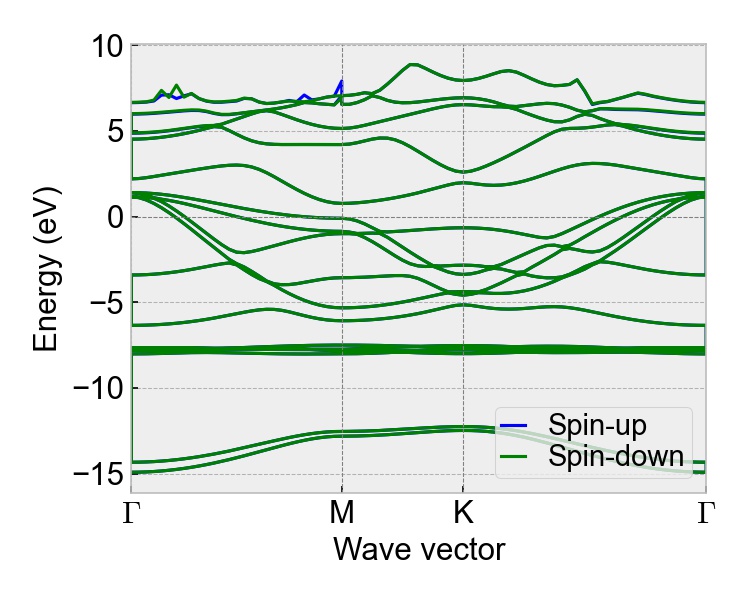 10
5
0
−5
−10
−15
Energy (eV)
Spin-up
Spin-down
Γ M K Γ
Wave vector